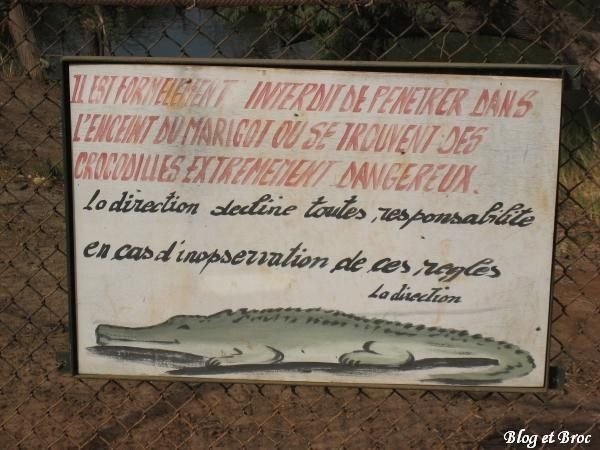 IL EST FORMELEMENT INTERDIT DE PENETRER DANS
L'ENCEINT DU MARIGOT OU SE TROUVENT DES
CROCODILLES EXTREMEMENT DANGEREUX.
La direction decline toutes, responsabilite
en cas d'inopservation de ces, regles
La direction
Blog et Broc